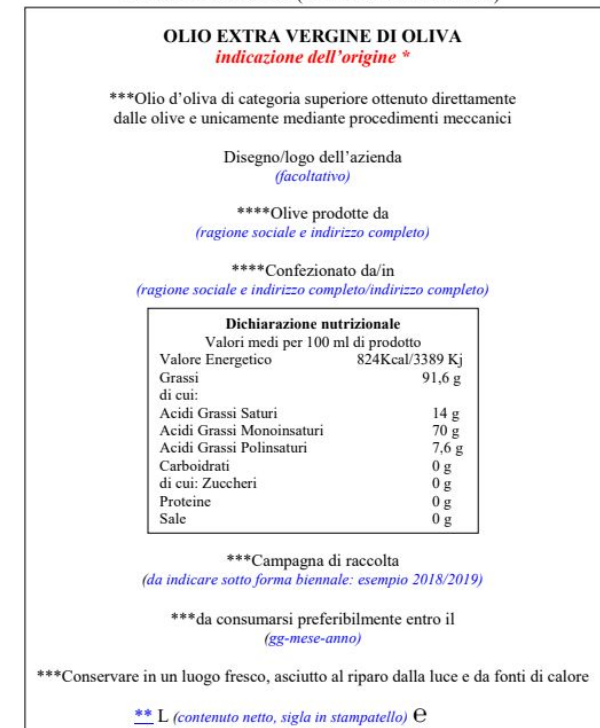 OLIO EXTRA VERGINE DI OLIVA
indicazione dell'origine *
***Olio d'oliva di categoria superiore ottenuto direttamente
dalle olive e unicamente mediante procedimenti meccanici
Disegno/logo dell'azienda
(facoltativo)
****Olive prodotte da
(ragione sociale e indirizzo completo)
****Confezionato da/in
(ragione sociale e indirizzo completo/indirizzo completo)
Dichiarazione nutrizionale
Valori medi per 100 ml di prodotto
Valore Energetico 824Kcal/3389 Kj
Grassi 91,6 g
di cui:
Acidi Grassi Saturi 14 g
Acidi Grassi Monoinsaturi 70 g
Acidi Grassi Polinsaturi 7,6 g
Carboidrati 0 g
di cui: Zuccheri 0 g
Proteine 0 g
Sale 0 g
***Campagna di raccolta
(da indicare sotto forma biennale: esempio 2018/2019)
***da consumarsi preferibilmente entro il
(gg-mese-anno)
***Conservare in un luogo fresco, asciutto al riparo dalla luce e da fonti di calore
** L (contenuto netto, sigla in stampatello) ℮